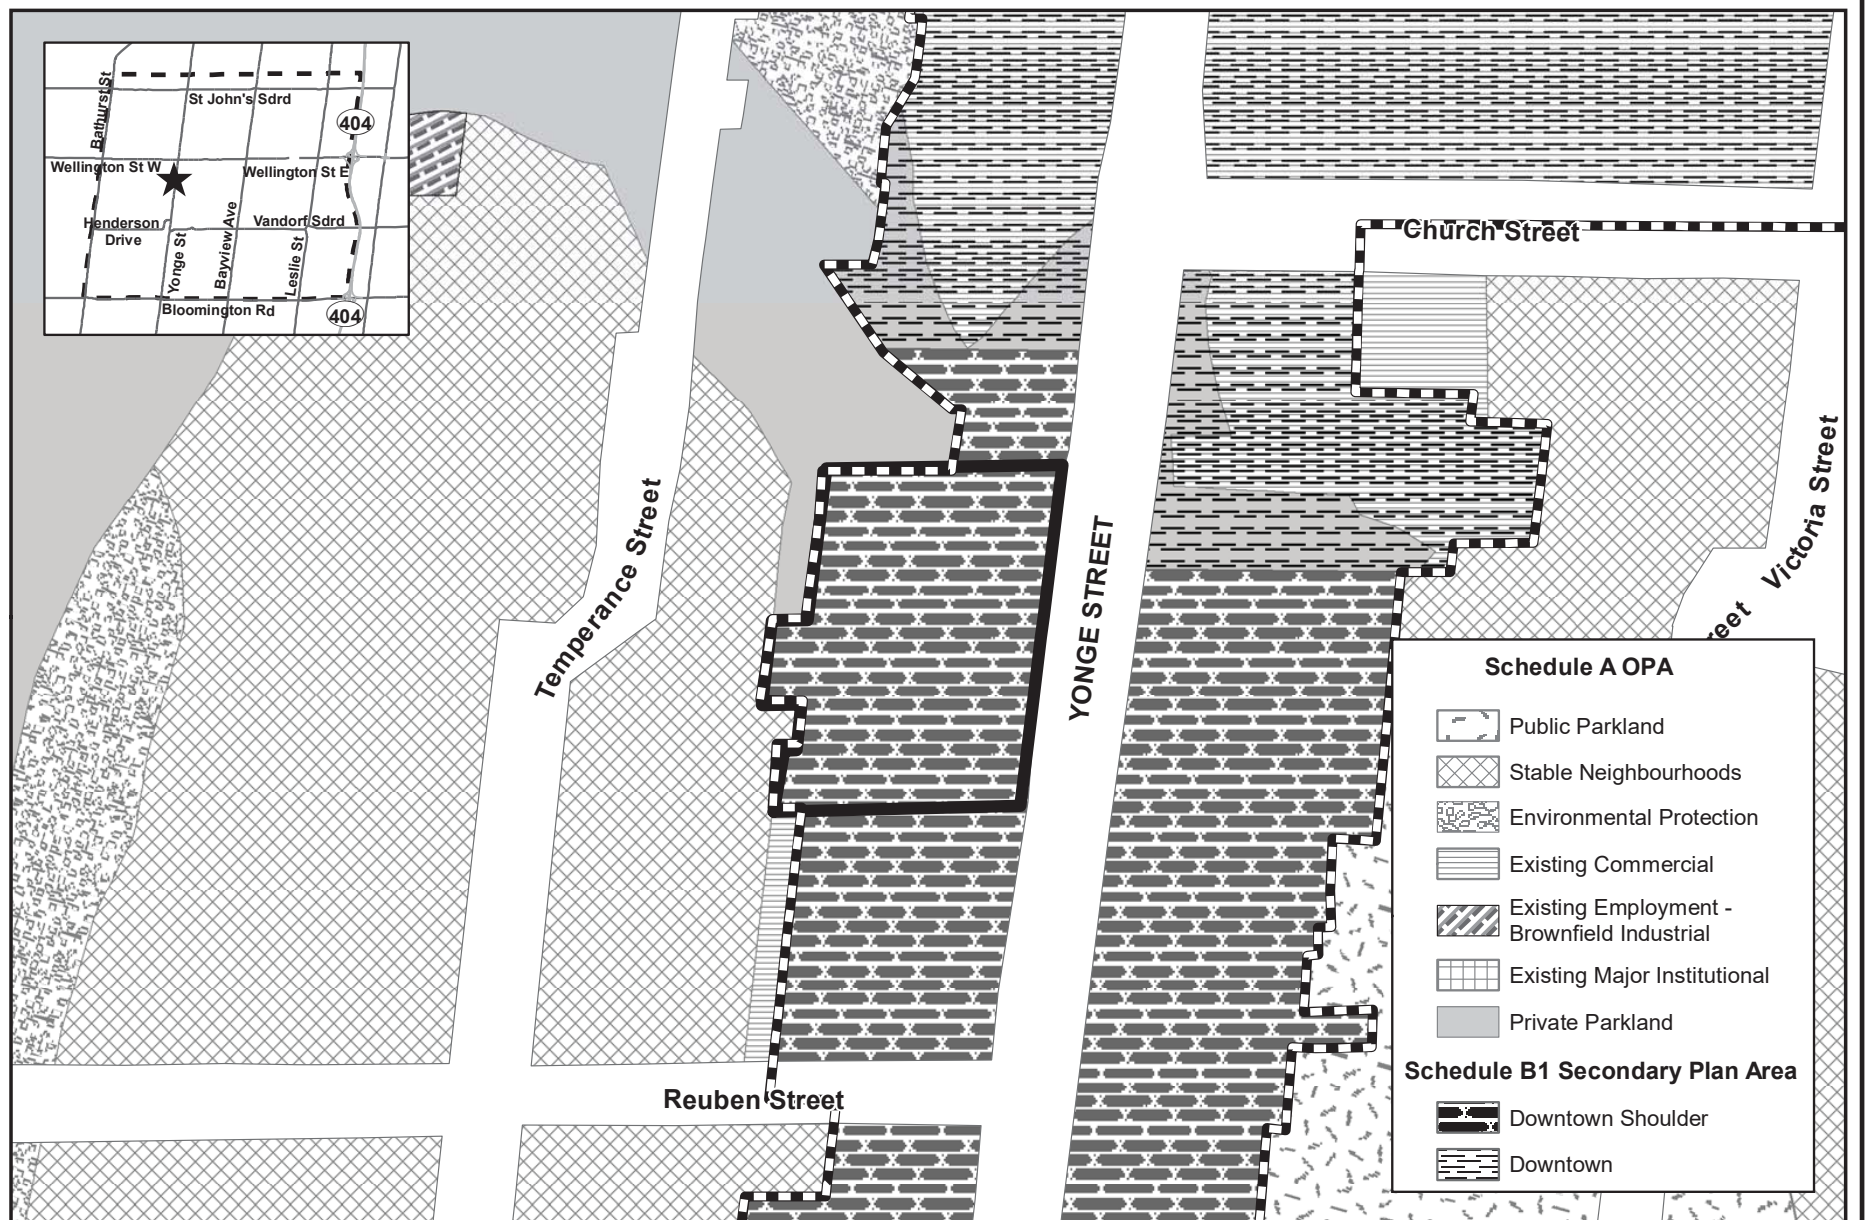 Bathurst St
St John's Sdrd
404
Wellington St W
Wellington St E
Henderson
Drive
Vandorf Sdrd
Yonge St
Bayview Ave
Leslie St
Bloomington Rd
404
Church Street
Temperance Street
YONGE STREET
Victoria Street
reet
Reuben Street
Schedule A OPA
Public Parkland
Stable Neighbourhoods
Environmental Protection
Existing Commercial
Existing Employment -
Brownfield Industrial
Existing Major Institutional
Private Parkland
Schedule B1 Secondary Plan Area
Downtown Shoulder
Downtown